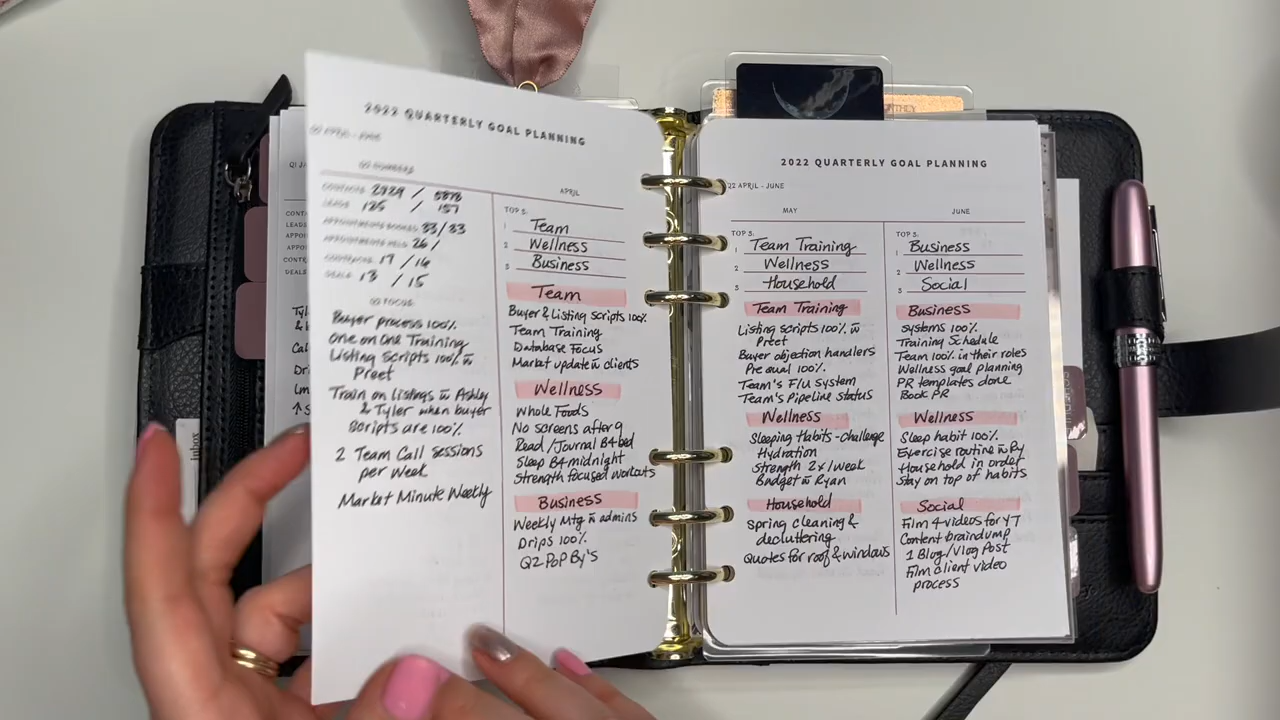 2022 QUARTERLY GOAL PLANNING
Q2 APRIL - JUNE
Q2 NUMBERS
CONTACTS 2929 / 5878
LEADS 125 / 157
APPOINTMENTS BOOKED 33/33
APPOINTMENTS HELD 26 /
CONTRACTS 17 / 16
DEALS 13 / 15
Q2 FOCUS
Buyer process 100%
One on One Training
Listing Scripts 100% w
Preet
Train on listings w Ashley
& Tyler when buyer
Scripts are 100%
2 Team Call sessions
per week
Market Minute Weekly
APRIL
TOP 3:
1 Team
2 Wellness
3 Business
Team
Buyer & Listing scripts 100%
Team Training
Database Focus
Market update w clients
Wellness
Whole Foods
No screens after 9
Read/Journal B4 bed
Sleep B4 midnight
Strength focused workouts
Business
Weekly Mtg w admins
Drips 100%
Q2 Pop By's
2022 QUARTERLY GOAL PLANNING
Q2 APRIL - JUNE
MAY
TOP 3:
1 Team Training
2 Wellness
3 Household
Team Training
Listing scripts 100% w
Preet
Buyer objection handlers
Pre qual 100%
Team's F/U System
Team's Pipeline status
Wellness
Sleeping Habits - challenge
Hydration
Strength 2x/week
Budget w Ryan
Household
Spring cleaning &
decluttering
Quotes for roof & windows
JUNE
TOP 3:
1 Business
2 Wellness
3 Social
Business
Systems 100%
Training Schedule
Team 100% in their roles
Wellness goal planning
PR templates done
Book PR
Wellness
Sleep habit 100%
Exercise routine w Ry
Household in order
Stay on top of habits
Social
Film 4 videos for YT
Content braindump
1 Blog/Vlog Post
Film client video
process
inbox